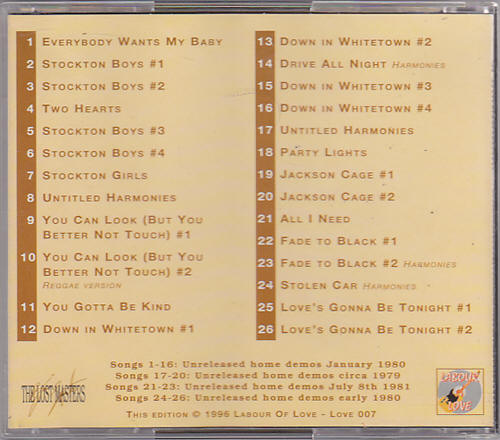 1 EVERYBODY WANTS MY BABY
2 STOCKTON BOYS #1
3 STOCKTON BOYS #2
4 TWO HEARTS
5 STOCKTON BOYS #3
6 STOCKTON BOYS #4
7 STOCKTON GIRLS
8 UNTITLED HARMONIES
9 YOU CAN LOOK (BUT YOU
BETTER NOT TOUCH) #1
10 YOU CAN LOOK (BUT YOU
BETTER NOT TOUCH) #2
REGGAE VERSION
11 YOU GOTTA BE KIND
12 DOWN IN WHITETOWN #1
13 DOWN IN WHITETOWN #2
14 DRIVE ALL NIGHT HARMONIES
15 DOWN IN WHITETOWN #3
16 DOWN IN WHITETOWN #4
17 UNTITLED HARMONIES
18 PARTY LIGHTS
19 JACKSON CAGE #1
20 JACKSON CAGE #2
21 ALL I NEED
22 FADE TO BLACK #1
23 FADE TO BLACK #2 HARMONIES
24 STOLEN CAR HARMONIES
25 LOVE'S GONNA BE TONIGHT #1
26 LOVE'S GONNA BE TONIGHT #2
THE LOST MASTERS
Songs 1-16: Unreleased home demos January 1980
Songs 17-20: Unreleased home demos circa 1979
Songs 21-23: Unreleased home demos July 8th 1981
Songs 24-26: Unreleased home demos early 1980
THIS EDITION © 1996 LABOUR OF LOVE - LOVE 007
LABOUR
OF
LOVE